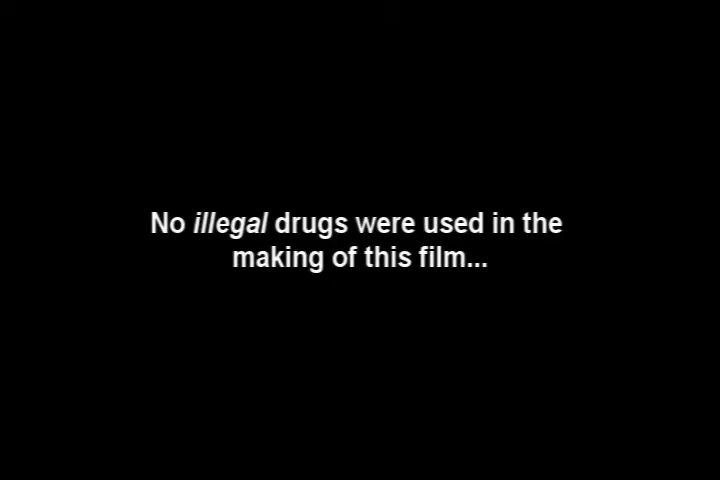 No illegal drugs were used in the
making of this film...